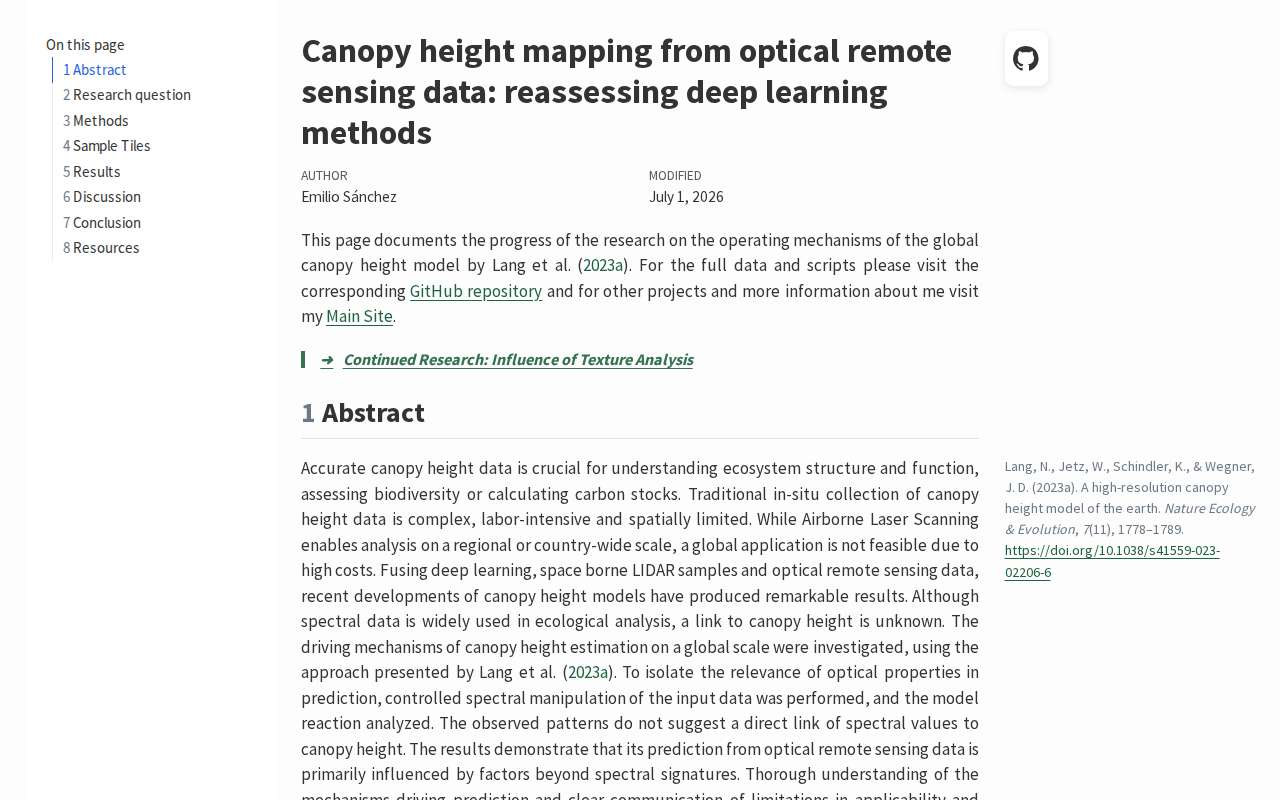 On this page
1 Abstract
2 Research question
3 Methods
4 Sample Tiles
5 Results
6 Discussion
7 Conclusion
8 Resources
Canopy height mapping from optical remote
sensing data: reassessing deep learning
methods
AUTHOR
Emilio Sánchez
MODIFIED
July 1, 2026
This page documents the progress of the research on the operating mechanisms of the global
canopy height model by Lang et al. (2023a). For the full data and scripts please visit the
corresponding GitHub repository and for other projects and more information about me visit
my Main Site.
➜ Continued Research: Influence of Texture Analysis
1 Abstract
Accurate canopy height data is crucial for understanding ecosystem structure and function,
assessing biodiversity or calculating carbon stocks. Traditional in-situ collection of canopy
height data is complex, labor-intensive and spatially limited. While Airborne Laser Scanning
enables analysis on a regional or country-wide scale, a global application is not feasible due to
high costs. Fusing deep learning, space borne LIDAR samples and optical remote sensing data,
recent developments of canopy height models have produced remarkable results. Although
spectral data is widely used in ecological analysis, a link to canopy height is unknown. The
driving mechanisms of canopy height estimation on a global scale were investigated, using the
approach presented by Lang et al. (2023a). To isolate the relevance of optical properties in
prediction, controlled spectral manipulation of the input data was performed, and the model
reaction analyzed. The observed patterns do not suggest a direct link of spectral values to
canopy height. The results demonstrate that its prediction from optical remote sensing data is
primarily influenced by factors beyond spectral signatures. Thorough understanding of the
mechanisms driving prediction and clear communication of limitations in applicability and
Lang, N., Jetz, W., Schindler, K., & Wegner,
J. D. (2023a). A high-resolution canopy
height model of the earth. Nature Ecology
& Evolution, 7(11), 1778–1789.
https://doi.org/10.1038/s41559-023-
02206-6